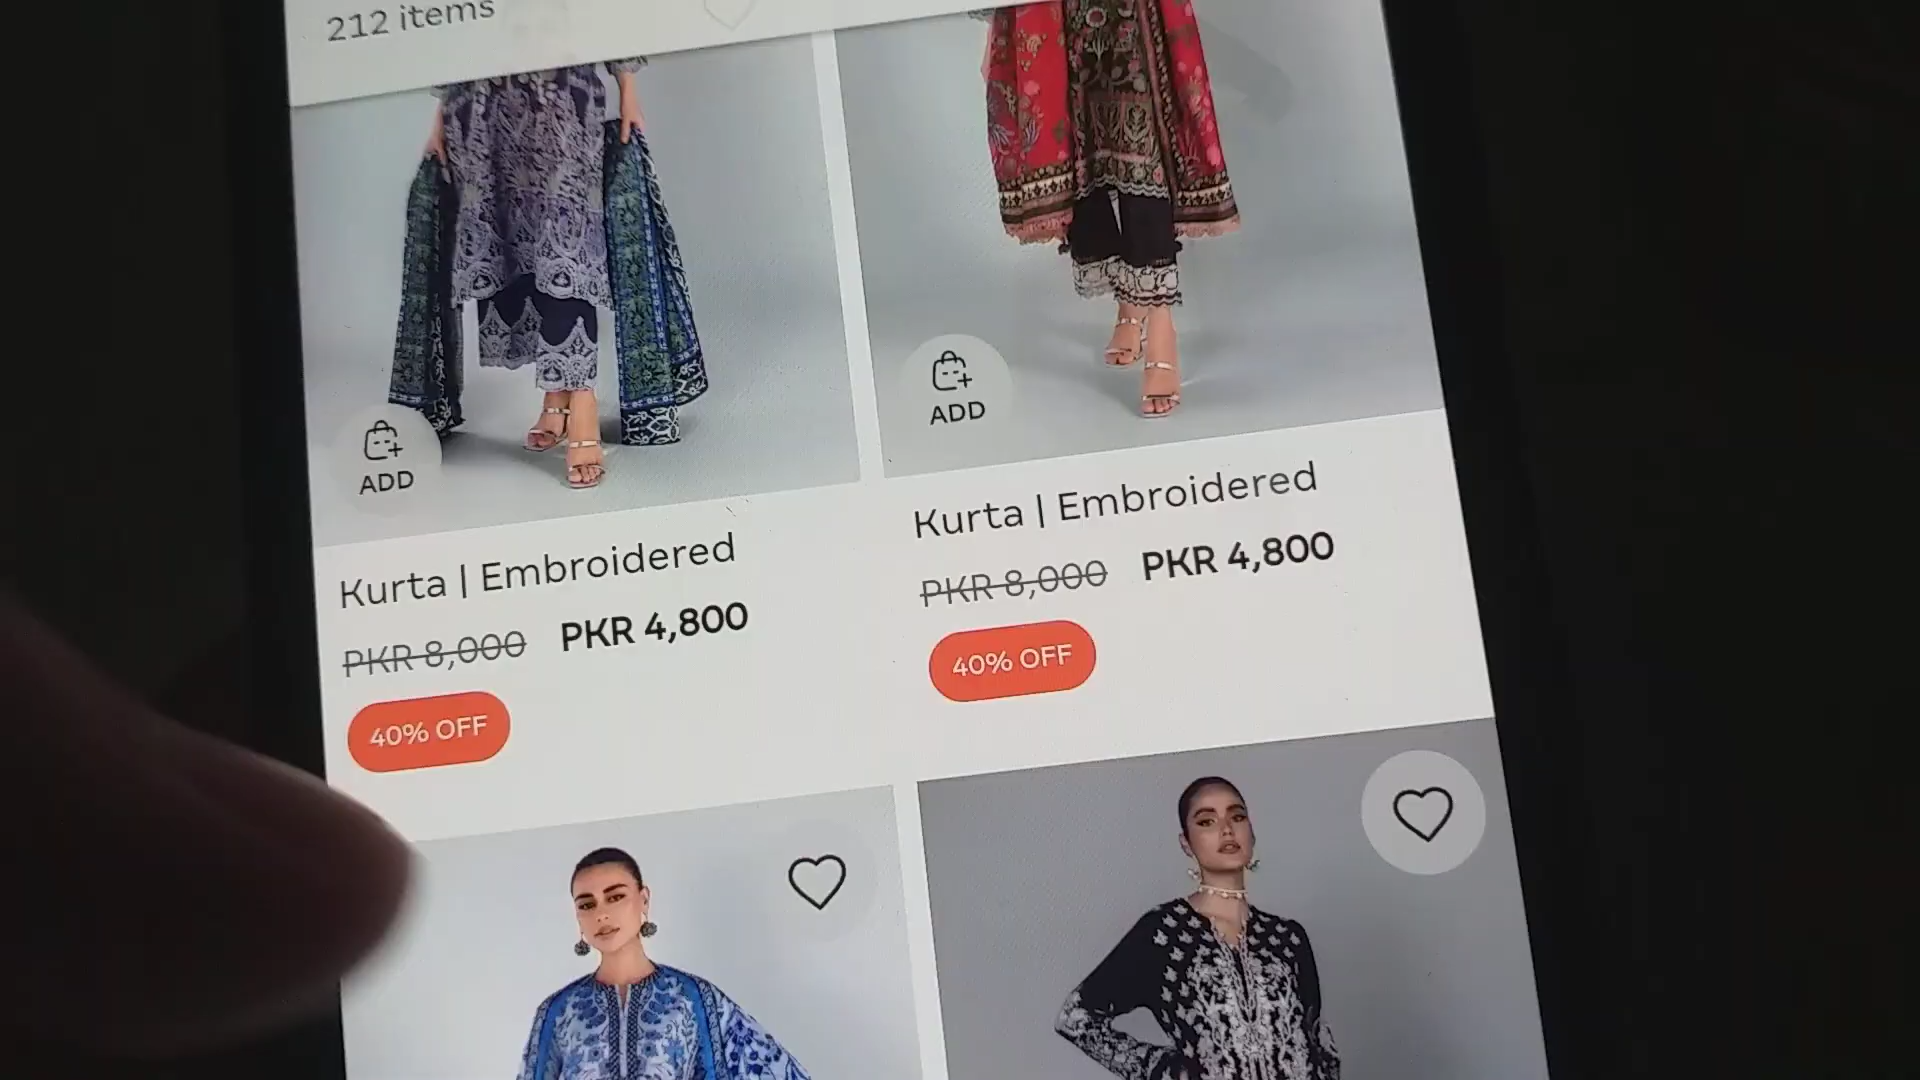 212 items
ADD
ADD
Kurta | Embroidered
PKR 8,000 PKR 4,800
40% OFF
Kurta | Embroidered
PKR 8,000 PKR 4,800
40% OFF